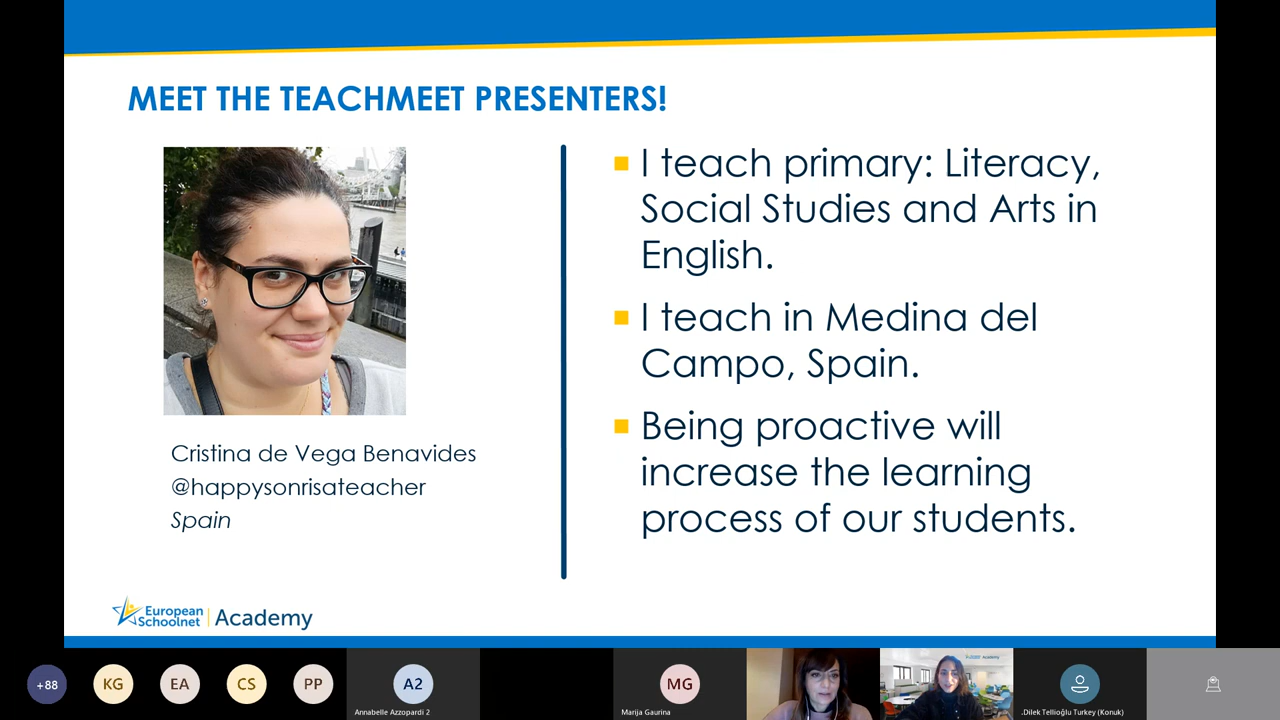 MEET THE TEACHMEET PRESENTERS!
Cristina de Vega Benavides
@happysonrisateacher
Spain
I teach primary: Literacy,
Social Studies and Arts in
English.
I teach in Medina del
Campo, Spain.
Being proactive will
increase the learning
process of our students.
European
Schoolnet
Academy
+88
KG
EA
CS
PP
A2
Annabelle Azzopardi 2
MG
Marija Gaurina
Academy
.Dilek Tellioğlu Turkey (Konuk)